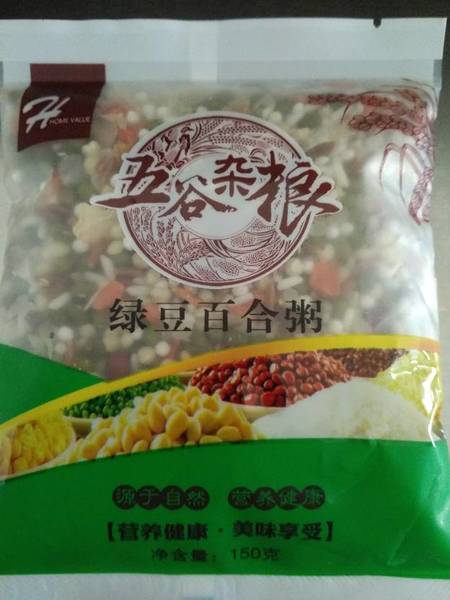 H
HOME VALUE
五谷杂粮
绿豆百合粥
源于自然 营养健康
【营养健康·美味享受】
净含量：150克